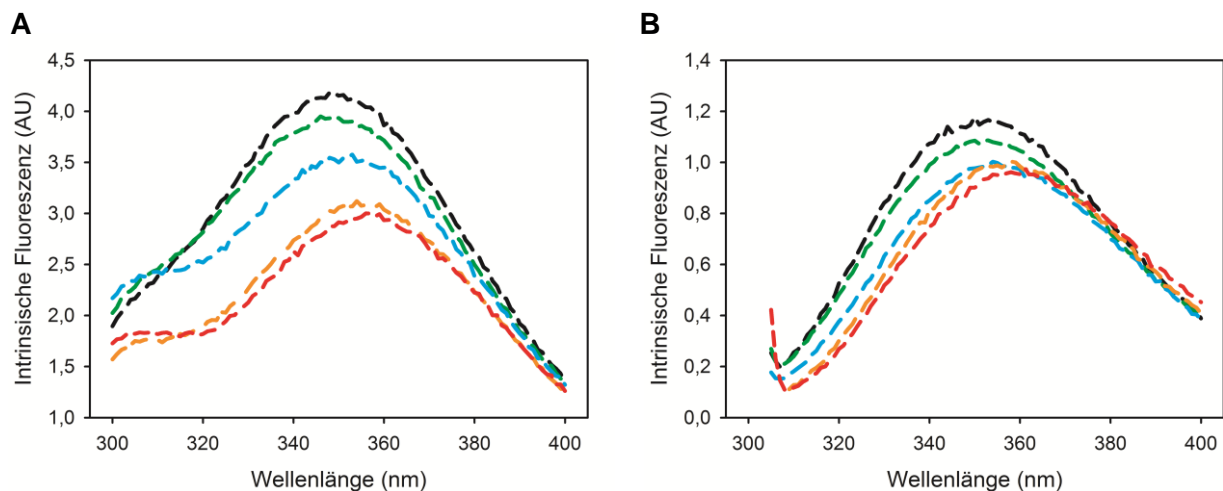 A
Intrinsische Fluoreszenz (AU)
4,5
4,0
3,5
3,0
2,5
2,0
1,5
1,0
300 320 340 360 380 400
Wellenlänge (nm)
B
Intrinsische Fluoreszenz (AU)
1,4
1,2
1,0
0,8
0,6
0,4
0,2
0,0
300 320 340 360 380 400
Wellenlänge (nm)